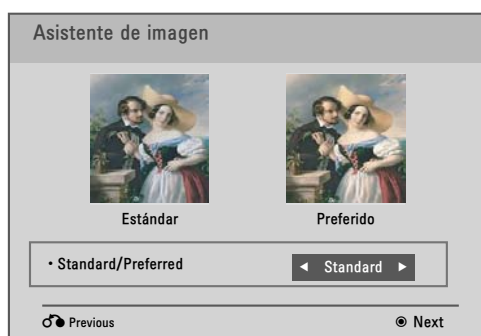 Asistente de imagen
Estándar
Preferido
• Standard/Preferred
◄ Standard ►
Previous
◉ Next